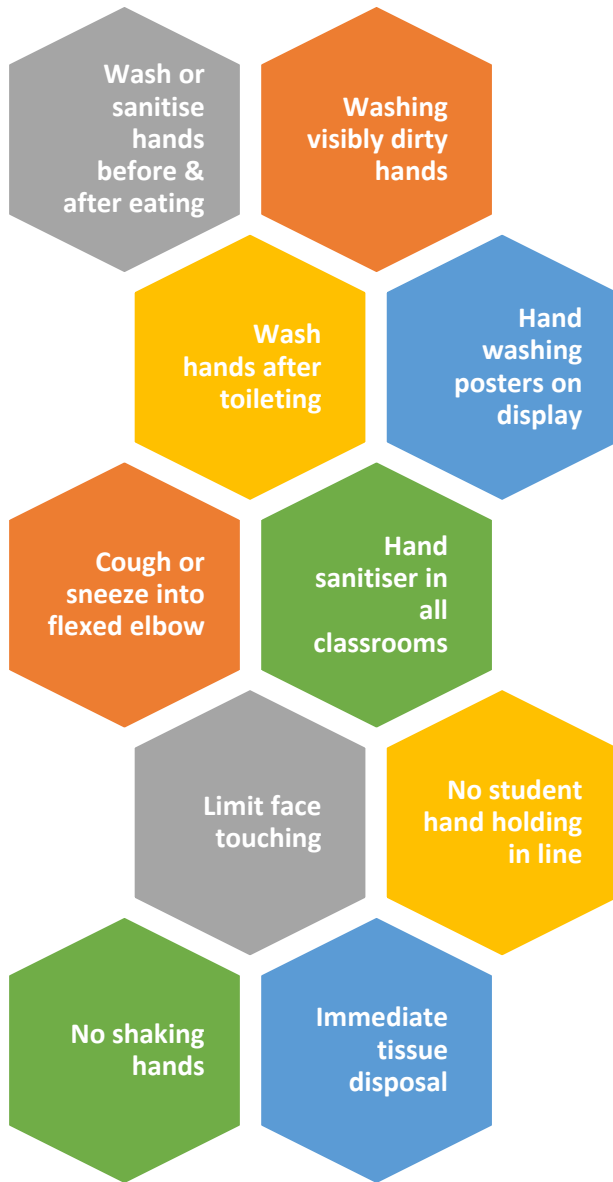 Wash or
sanitise
hands
before &
after eating
Washing
visibly dirty
hands
Wash
hands after
toileting
Hand
washing
posters on
display
Cough or
sneeze into
flexed elbow
Hand
sanitiser in
all
classrooms
Limit face
touching
No student
hand holding
in line
No shaking
hands
Immediate
tissue
disposal